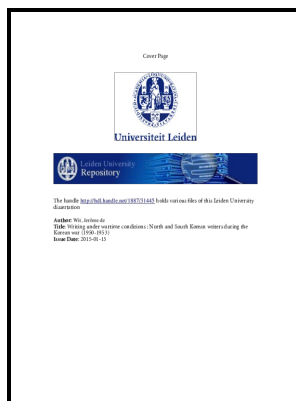 Cover Page
Universiteit Leiden
Leiden University
Repository
The handle http://hdl.handle.net/1887/31445 holds various files of this Leiden University
dissertation
Author: Wit, Jérôme de
Title: Writing under wartime conditions : North and South Korean writers during the
Korean war (1950-1953)
Issue Date: 2015-01-15